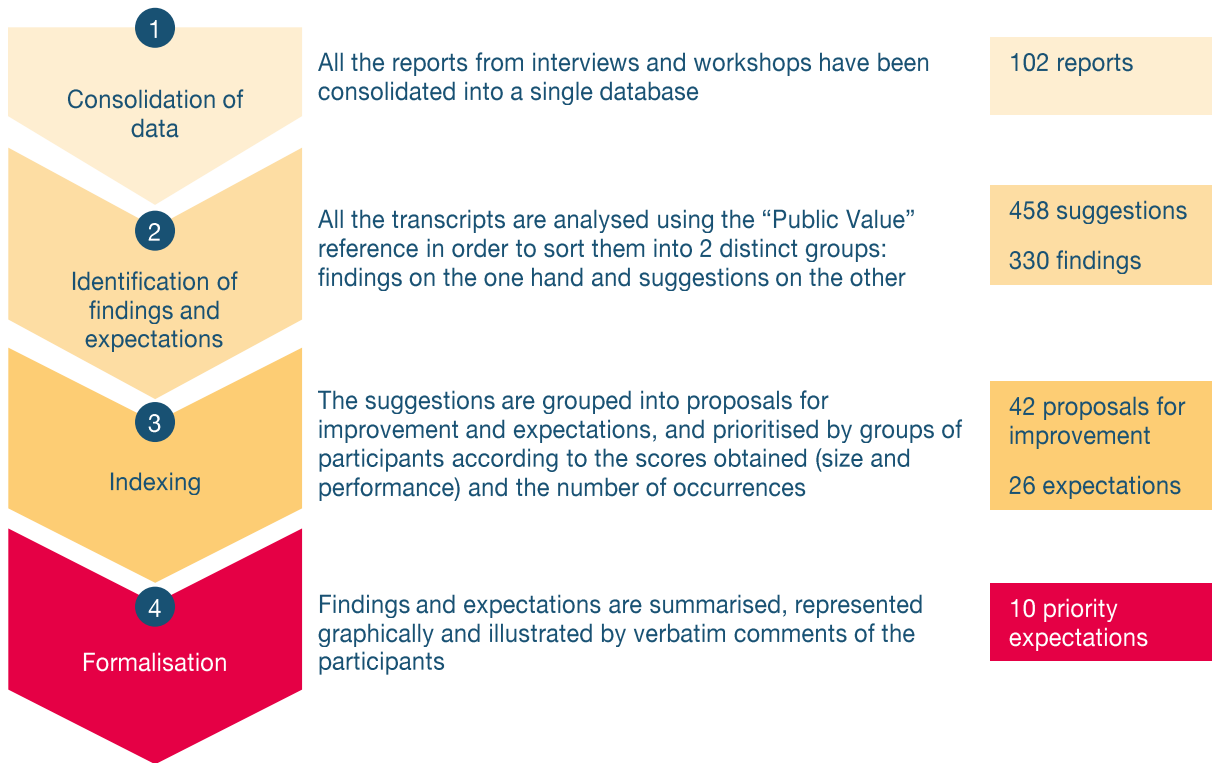 1
Consolidation of
data
All the reports from interviews and workshops have been
consolidated into a single database
102 reports
2
Identification of
findings and
expectations
All the transcripts are analysed using the “Public Value”
reference in order to sort them into 2 distinct groups:
findings on the one hand and suggestions on the other
458 suggestions
330 findings
3
Indexing
The suggestions are grouped into proposals for
improvement and expectations, and prioritised by groups of
participants according to the scores obtained (size and
performance) and the number of occurrences
42 proposals for
improvement
26 expectations
4
Formalisation
Findings and expectations are summarised, represented
graphically and illustrated by verbatim comments of the
participants
10 priority
expectations